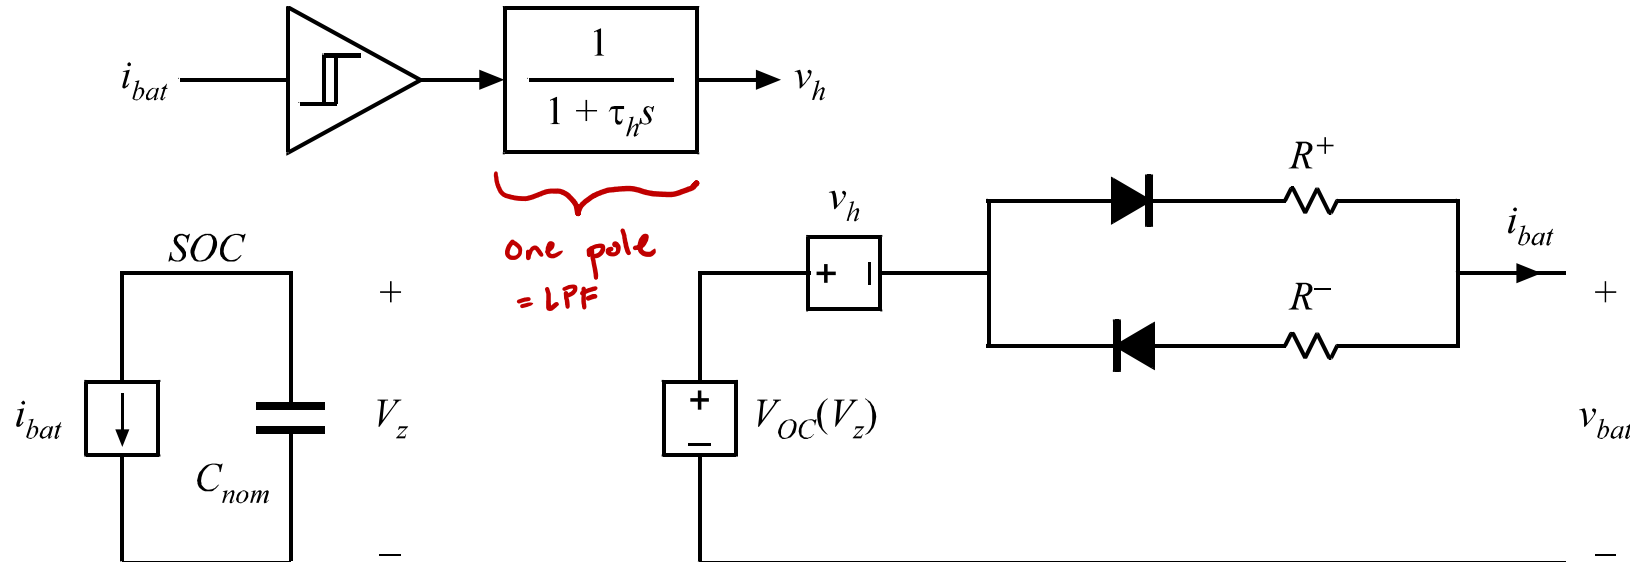 i_bat
1
1 + τ_h s
v_h
one pole
= LPF
SOC
+
i_bat
V_z
C_nom
−
v_h
+ −
R⁺
R⁻
i_bat
+
+
−
V_OC(V_z)
v_bat
−